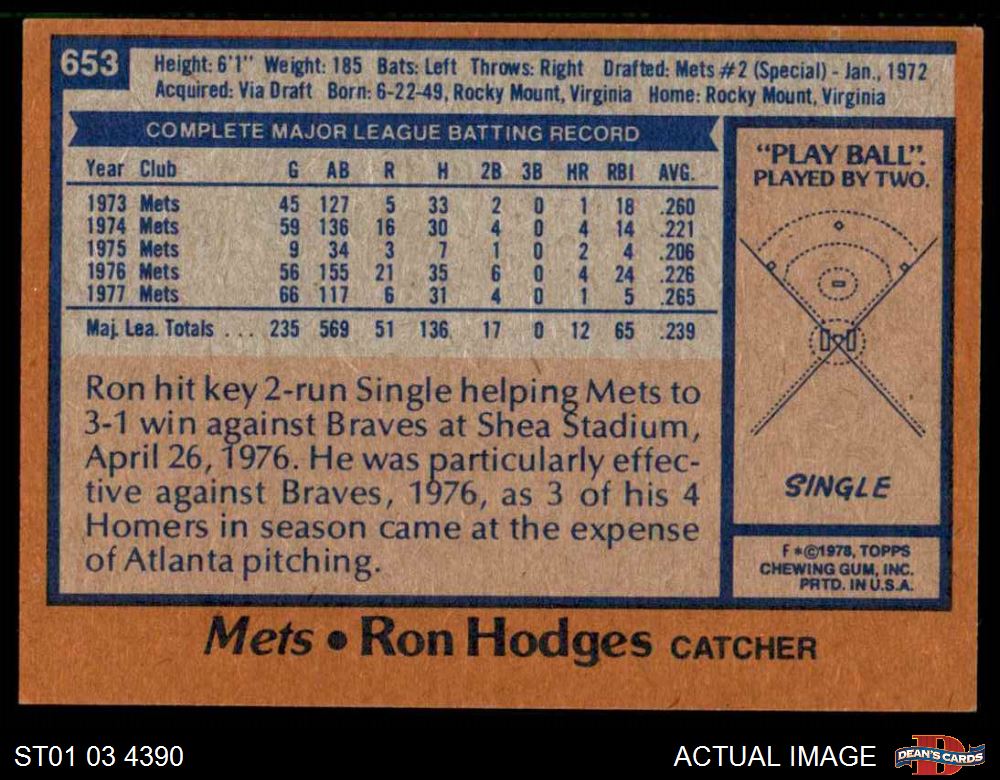 653
Height: 6'1" Weight: 185 Bats: Left Throws: Right Drafted: Mets #2 (Special) - Jan., 1972
Acquired: Via Draft Born: 6-22-49, Rocky Mount, Virginia Home: Rocky Mount, Virginia
COMPLETE MAJOR LEAGUE BATTING RECORD
Year Club G AB R H 2B 3B HR RBI AVG.
1973 Mets 45 127 5 33 2 0 1 18 .260
1974 Mets 59 136 16 30 4 0 4 14 .221
1975 Mets 9 34 3 7 1 0 2 4 .206
1976 Mets 56 155 21 35 6 0 4 24 .226
1977 Mets 66 117 6 31 4 0 1 5 .265
Maj. Lea. Totals . . . 235 569 51 136 17 0 12 65 .239
Ron hit key 2-run Single helping Mets to
3-1 win against Braves at Shea Stadium,
April 26, 1976. He was particularly effec-
tive against Braves, 1976, as 3 of his 4
Homers in season came at the expense
of Atlanta pitching.
"PLAY BALL".
PLAYED BY TWO.
SINGLE
F *©1978, TOPPS
CHEWING GUM, INC.
PRTD. IN U.S.A.
Mets • Ron Hodges CATCHER
ST01 03 4390
ACTUAL IMAGE
D
DEAN'S CARDS